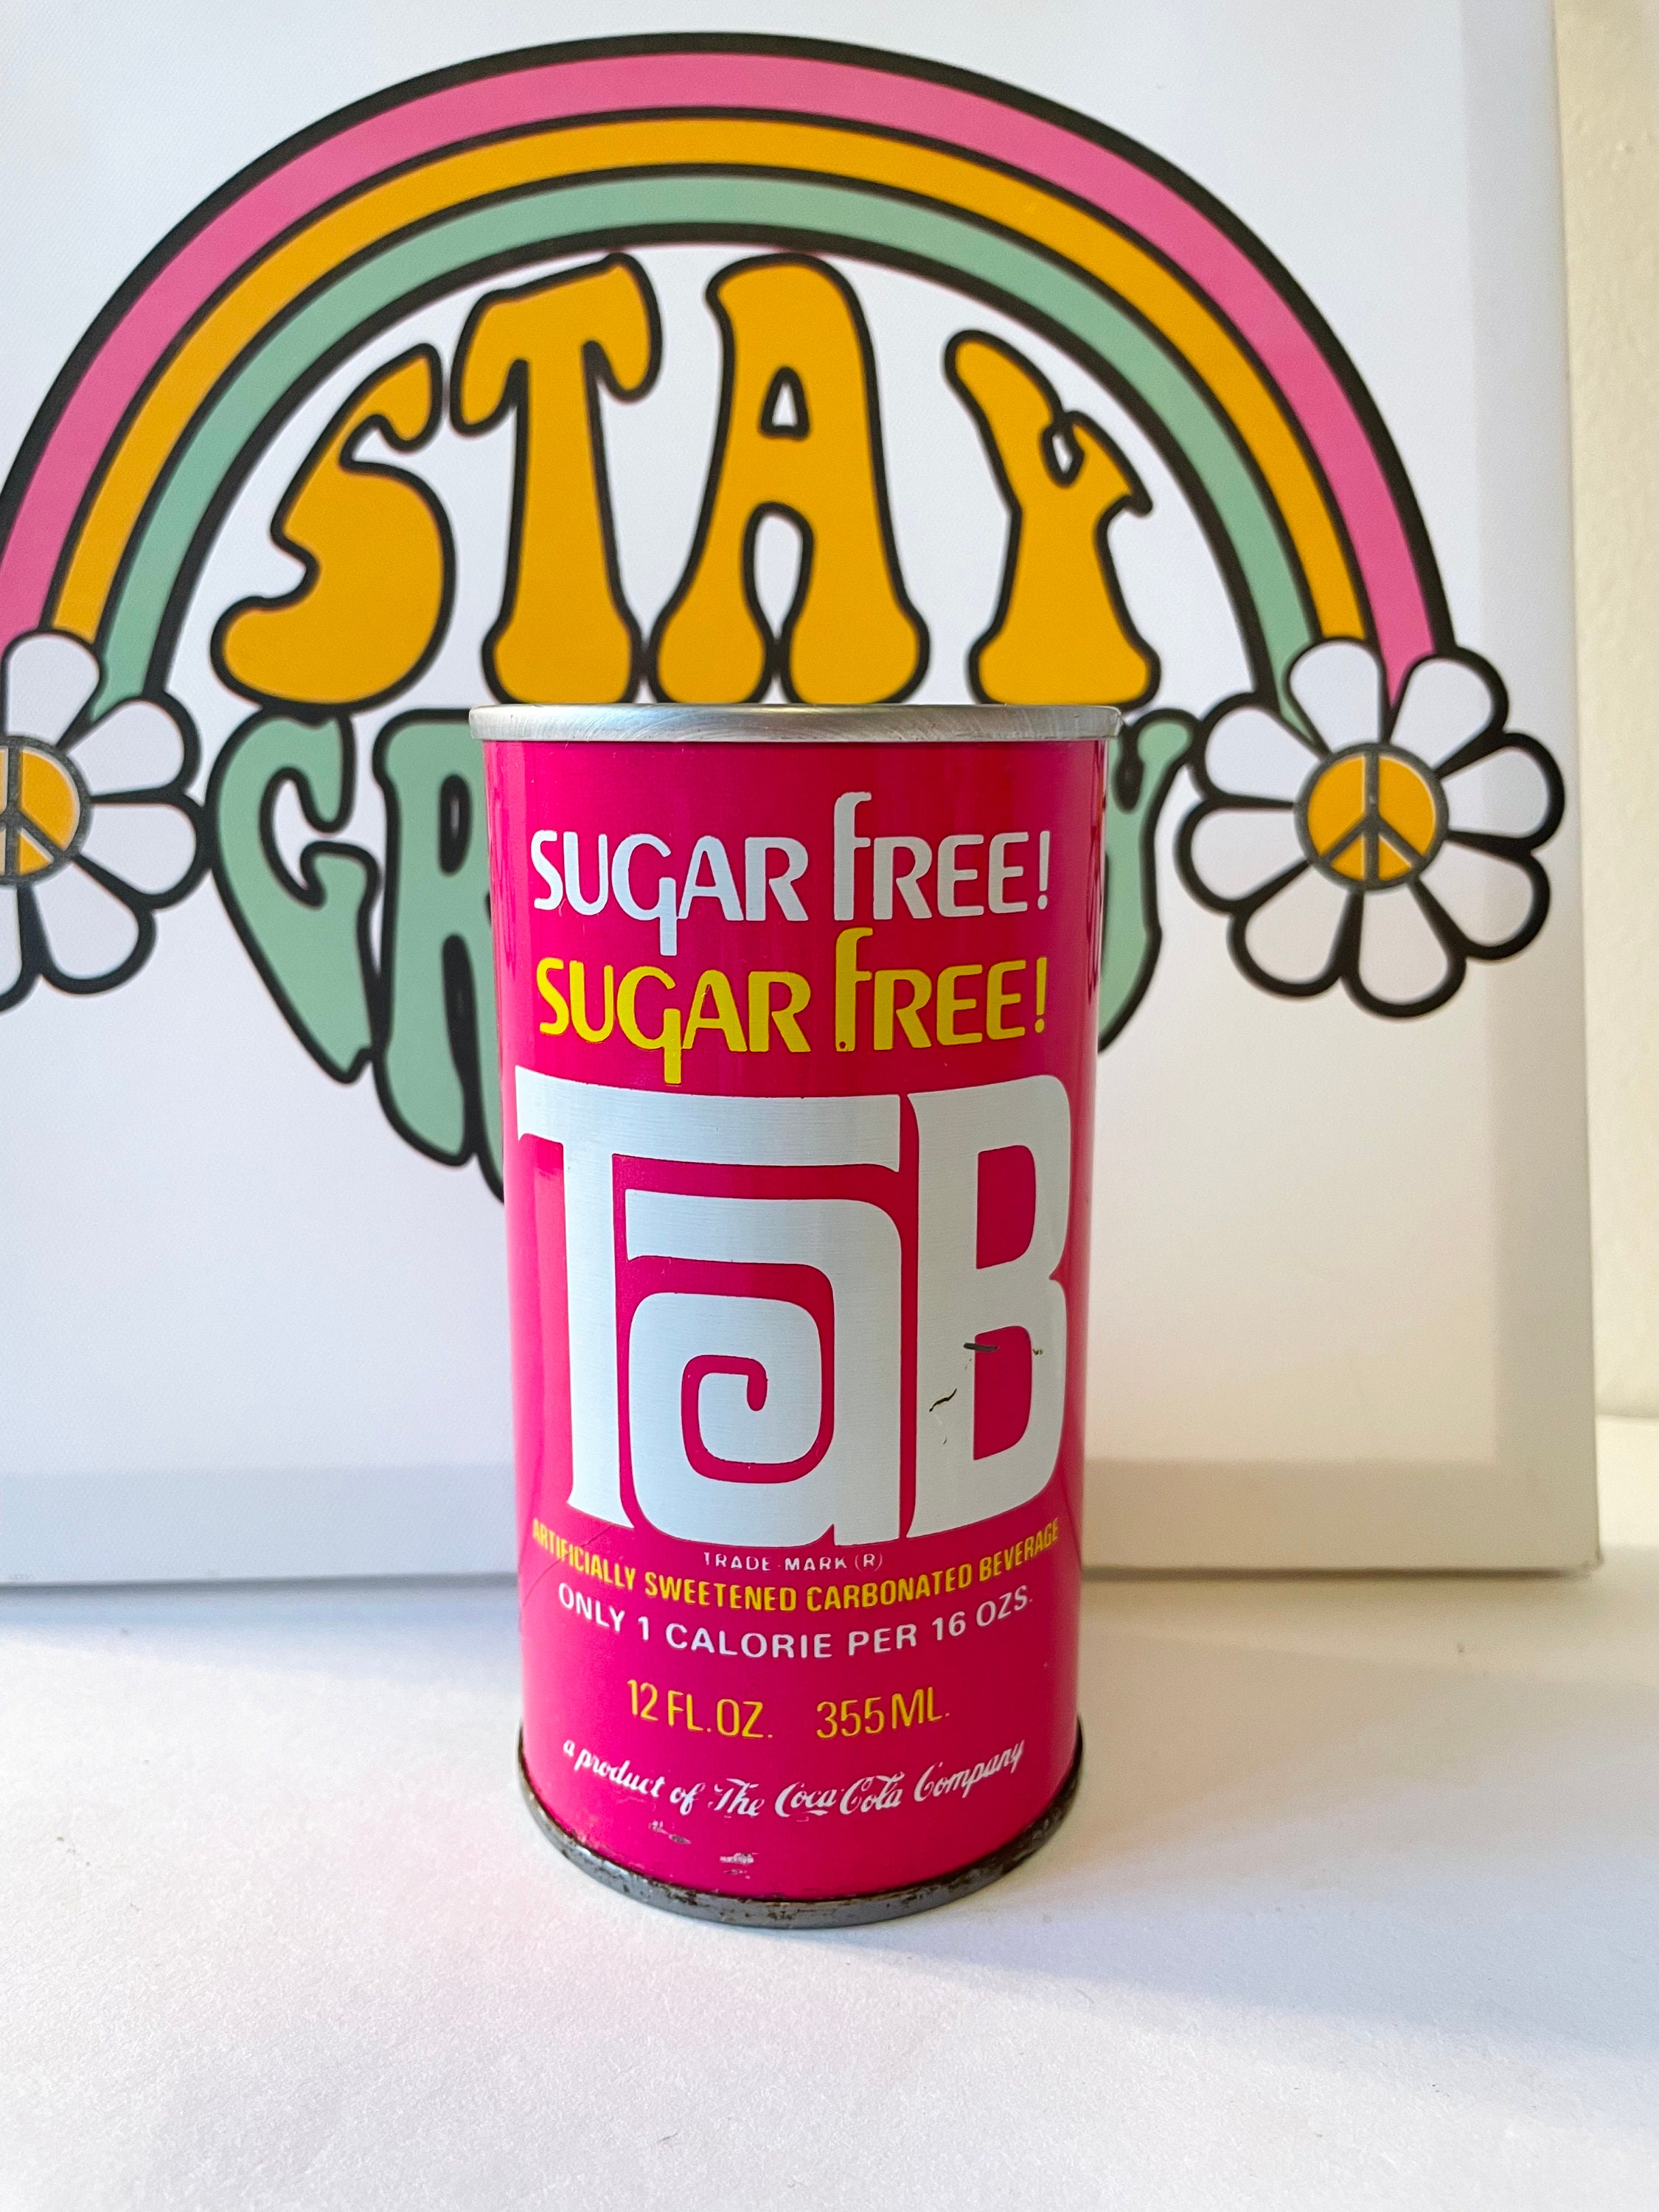 STAY
SUGAR FREE!
SUGAR FREE!
TaB
TRADE-MARK (R)
ARTIFICIALLY SWEETENED CARBONATED BEVERAGE
ONLY 1 CALORIE PER 16 OZS.
12 FL. OZ. 355 ML.
a product of The Coca-Cola Company